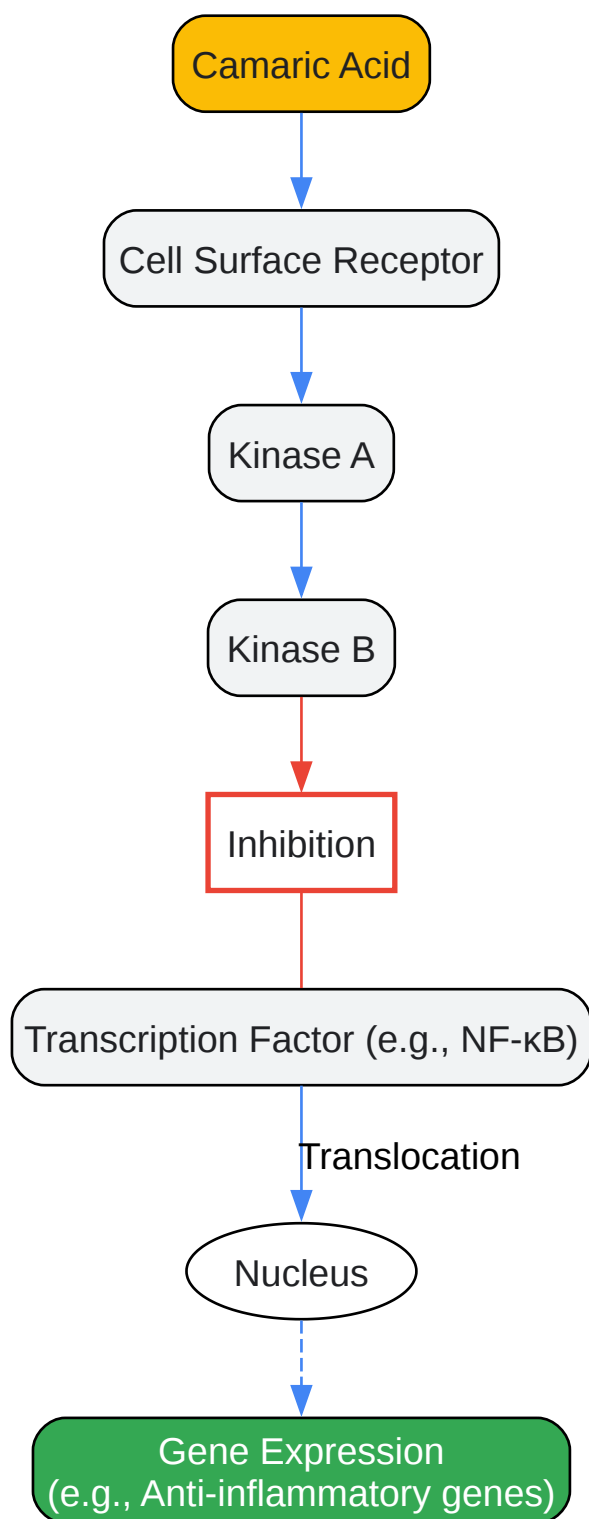 Camaric Acid
Cell Surface Receptor
Kinase A
Kinase B
Inhibition
Transcription Factor (e.g., NF-κB)
Translocation
Nucleus
Gene Expression
(e.g., Anti-inflammatory genes)